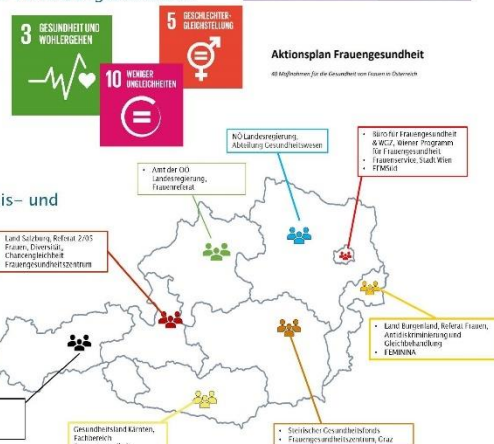 3 GESUNDHEIT UND
WOHLERGEHEN
5 GESCHLECHTER-
GLEICHSTELLUNG
10 WENIGER
UNGLEICHHEITEN
Aktionsplan Frauengesundheit
40 Maßnahmen für die Gesundheit von Frauen in Österreich
NÖ Landesregierung,
Abteilung Gesundheitswesen
• Büro für Frauengesundheit
& WGZ, Wiener Programm
für Frauengesundheit
• Frauenservice, Stadt Wien
• FEMSüd
• Amt der OÖ
Landesregierung,
Frauenreferat
is– und
Land Salzburg, Referat 2/05
Frauen, Diversität,
Chancengleichheit
Frauengesundheitszentrum
• Land Burgenland, Referat Frauen,
Antidiskriminierung und
Gleichbehandlung
• FEMININA
Gesundheitsland Kärnten,
Fachbereich
• Steirischer Gesundheitsfonds
• Frauengesundheitszentrum, Graz